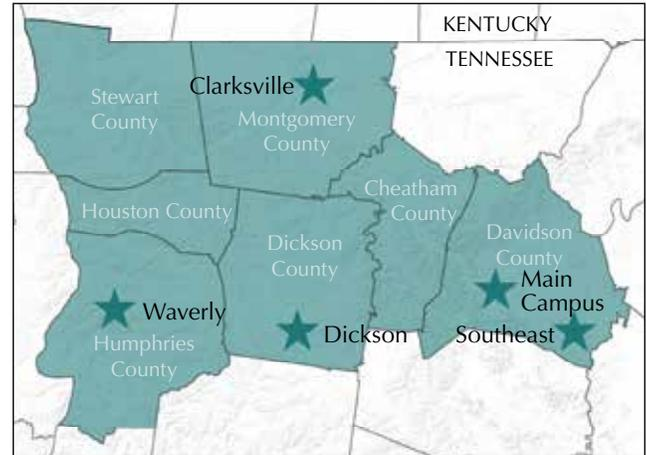 KENTUCKY
TENNESSEE
Clarksville
Stewart
County
Montgomery
County
Cheatham
County
Houston County
Dickson
County
Davidson
County
Main
Campus
Waverly
Dickson
Southeast
Humphries
County